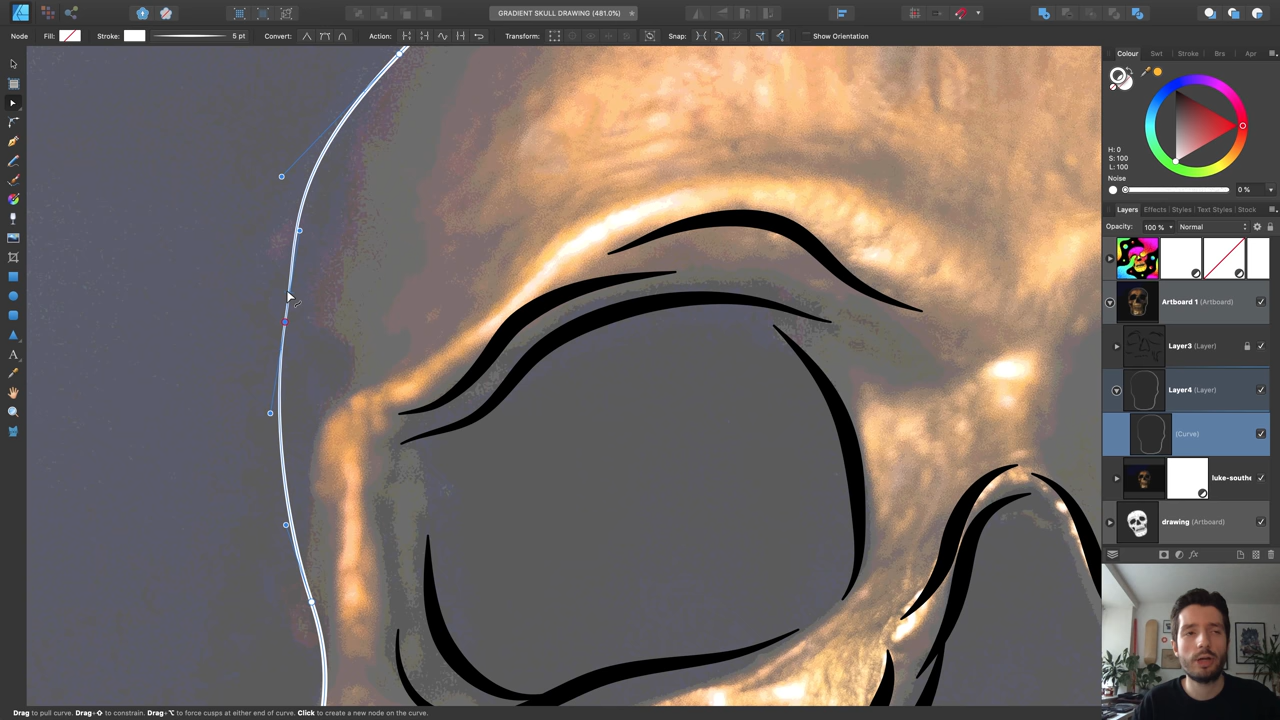 GRADIENT SKULL DRAWING (481.0%)
Node Fill: Stroke: 5 pt Convert: Action: Transform: Snap: Show Orientation
Colour Swt Stroke Brs Apr
H: 0
S: 100
L: 100
Noise
0 %
Layers Effects Styles Text Styles Stock
Opacity: 100 % Normal
Artboard 1 (Artboard)
Layer3 (Layer)
Layer4 (Layer)
(Curve)
luke-southe
drawing (Artboard)
A
fx
Drag to pull curve. Drag+⇧ to constrain. Drag+⌥ to force cusps at either end of curve. Click to create a new node on the curve.